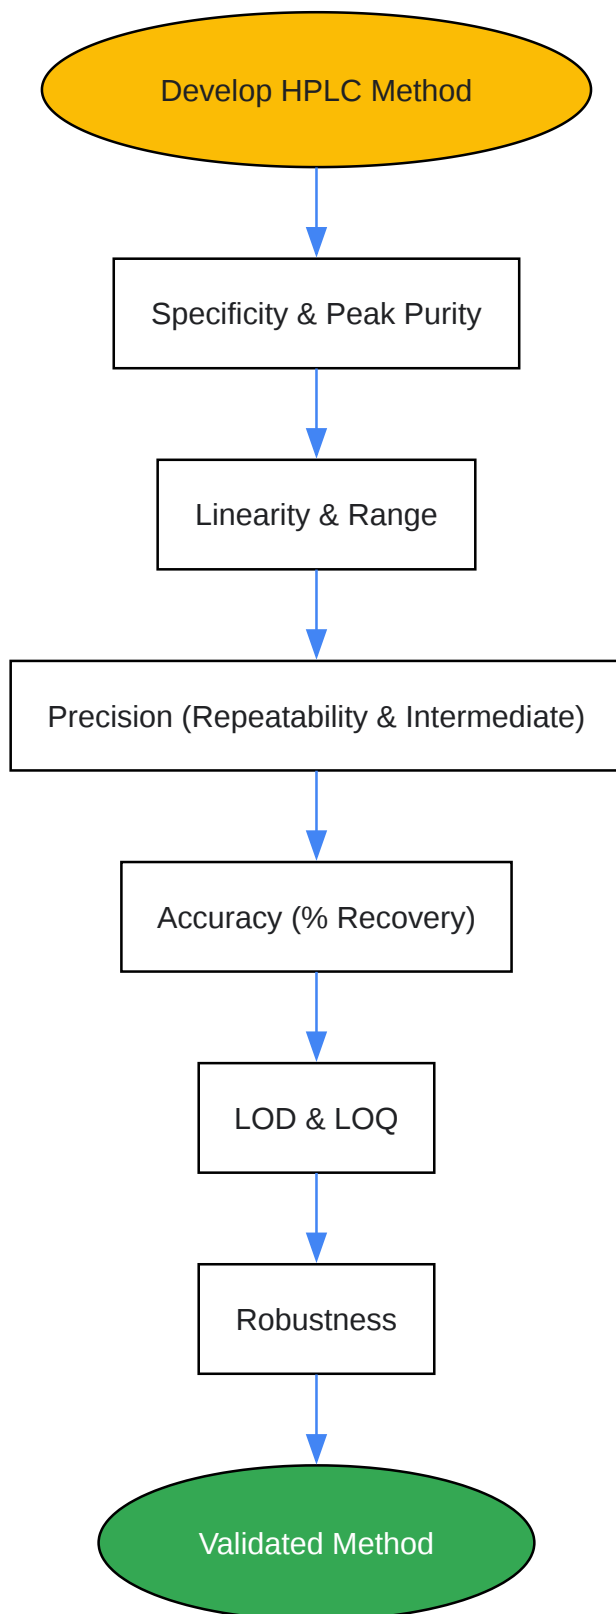 Develop HPLC Method
Specificity & Peak Purity
Linearity & Range
Precision (Repeatability & Intermediate)
Accuracy (% Recovery)
LOD & LOQ
Robustness
Validated Method